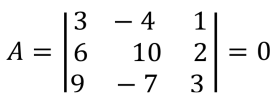 A = | 3 − 4 1 |
| 6 10 2 | = 0
| 9 − 7 3 |